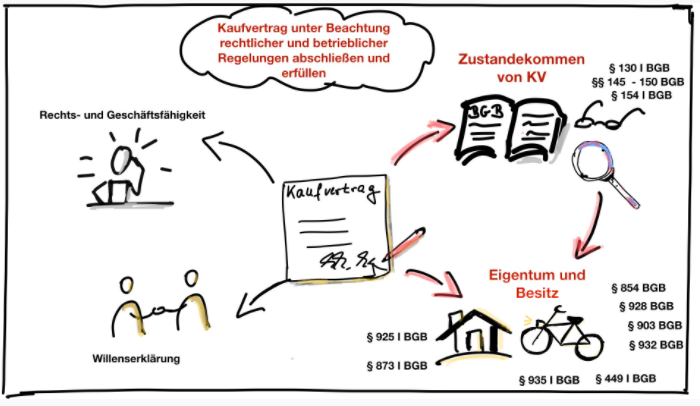 Kaufvertrag unter Beachtung
rechtlicher und betrieblicher
Regelungen abschließen und
erfüllen
Rechts- und Geschäftsfähigkeit
Zustandekommen
von KV
§ 130 I BGB
§§ 145 - 150 BGB
§ 154 I BGB
BGB
Kaufvertrag
Willenserklärung
Eigentum und
Besitz
§ 925 I BGB
§ 873 I BGB
§ 854 BGB
§ 928 BGB
§ 903 BGB
§ 932 BGB
§ 935 I BGB
§ 449 I BGB